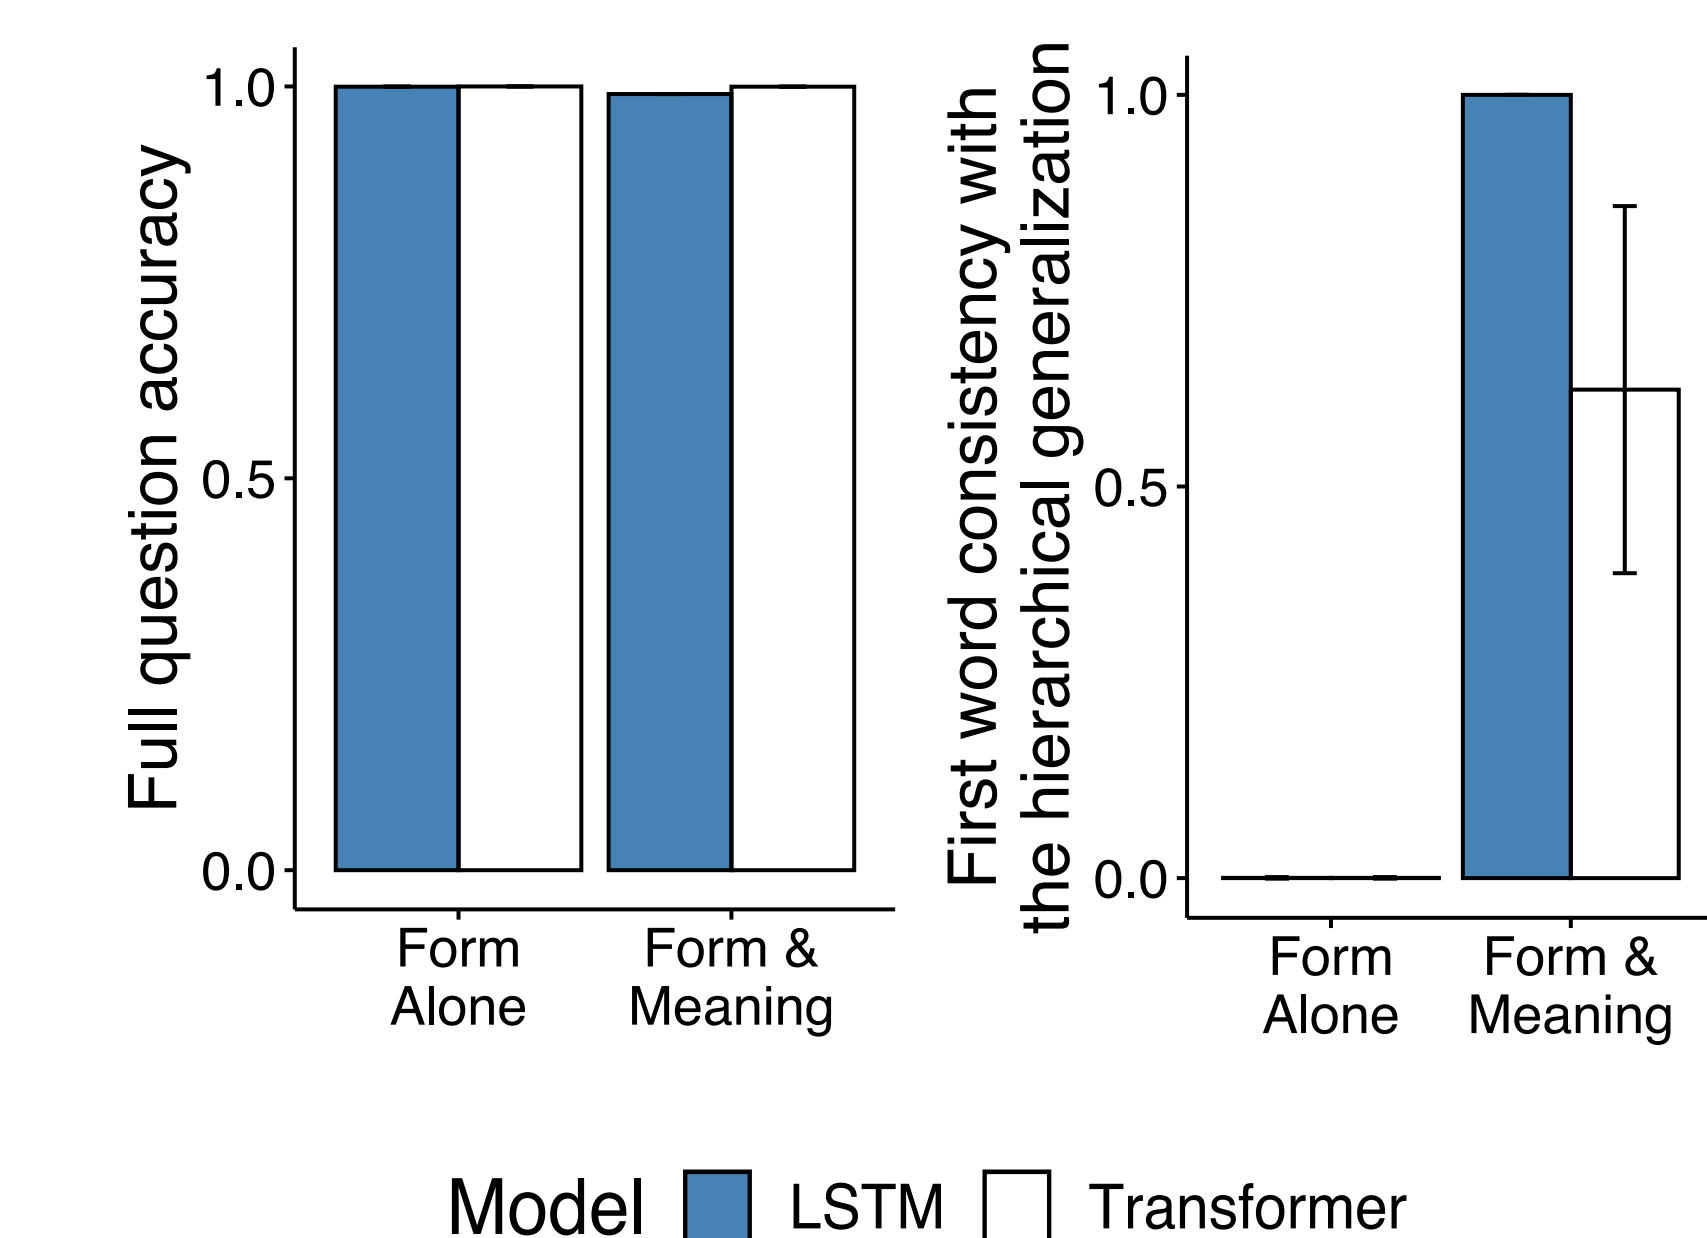 Full question accuracy
1.0
0.5
0.0
Form
Alone
Form &
Meaning
First word consistency with
the hierarchical generalization
1.0
0.5
0.0
Form
Alone
Form &
Meaning
Model LSTM Transformer